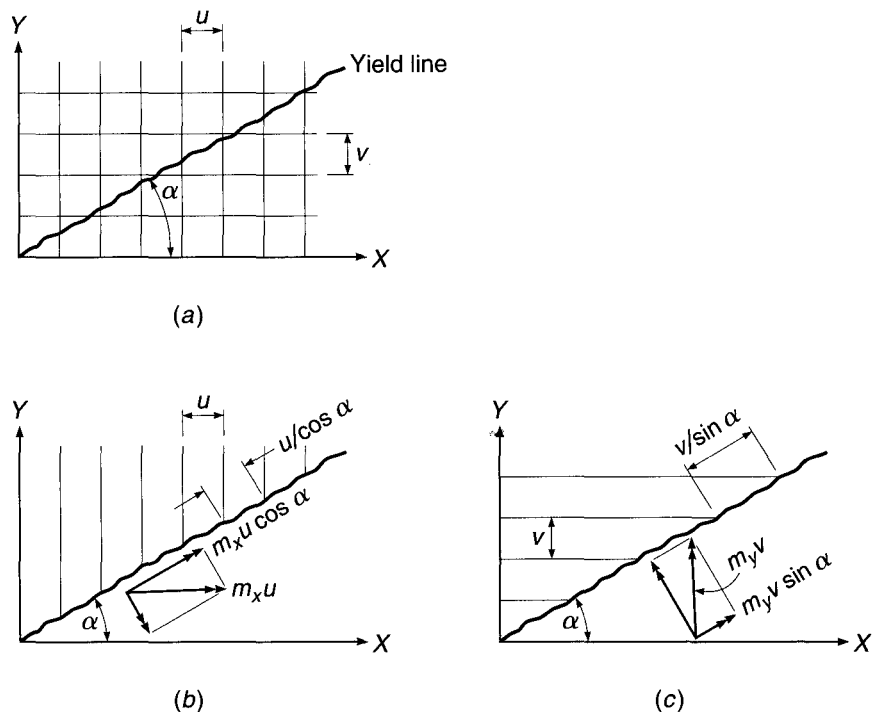 Y
u
Yield line
v
α
X
(a)
Y
u
u/cos α
m_x u cos α
m_x u
α
X
(b)
Y
v/sin α
v
m_y v
m_y v sin α
α
X
(c)